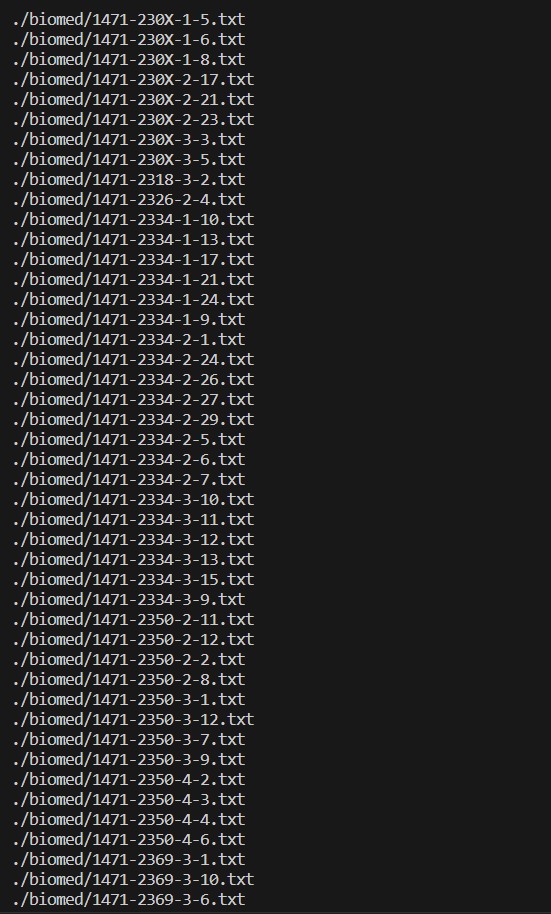 ./biomed/1471-230X-1-5.txt
./biomed/1471-230X-1-6.txt
./biomed/1471-230X-1-8.txt
./biomed/1471-230X-2-17.txt
./biomed/1471-230X-2-21.txt
./biomed/1471-230X-2-23.txt
./biomed/1471-230X-3-3.txt
./biomed/1471-230X-3-5.txt
./biomed/1471-2318-3-2.txt
./biomed/1471-2326-2-4.txt
./biomed/1471-2334-1-10.txt
./biomed/1471-2334-1-13.txt
./biomed/1471-2334-1-17.txt
./biomed/1471-2334-1-21.txt
./biomed/1471-2334-1-24.txt
./biomed/1471-2334-1-9.txt
./biomed/1471-2334-2-1.txt
./biomed/1471-2334-2-24.txt
./biomed/1471-2334-2-26.txt
./biomed/1471-2334-2-27.txt
./biomed/1471-2334-2-29.txt
./biomed/1471-2334-2-5.txt
./biomed/1471-2334-2-6.txt
./biomed/1471-2334-2-7.txt
./biomed/1471-2334-3-10.txt
./biomed/1471-2334-3-11.txt
./biomed/1471-2334-3-12.txt
./biomed/1471-2334-3-13.txt
./biomed/1471-2334-3-15.txt
./biomed/1471-2334-3-9.txt
./biomed/1471-2350-2-11.txt
./biomed/1471-2350-2-12.txt
./biomed/1471-2350-2-2.txt
./biomed/1471-2350-2-8.txt
./biomed/1471-2350-3-1.txt
./biomed/1471-2350-3-12.txt
./biomed/1471-2350-3-7.txt
./biomed/1471-2350-3-9.txt
./biomed/1471-2350-4-2.txt
./biomed/1471-2350-4-3.txt
./biomed/1471-2350-4-4.txt
./biomed/1471-2350-4-6.txt
./biomed/1471-2369-3-1.txt
./biomed/1471-2369-3-10.txt
./biomed/1471-2369-3-6.txt